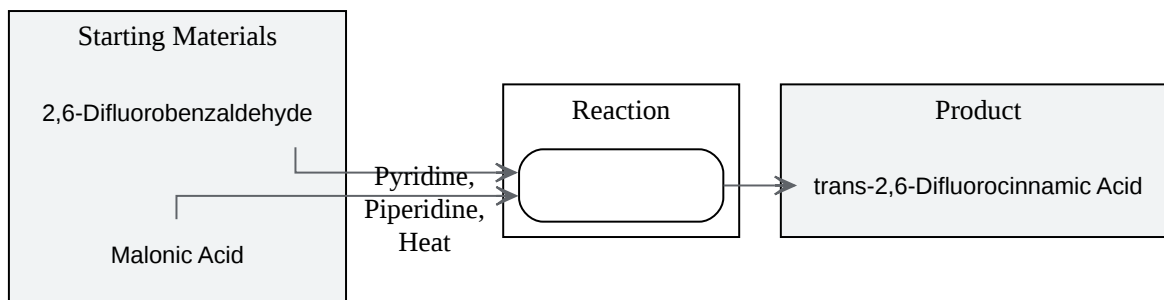 Starting Materials
2,6-Difluorobenzaldehyde
Malonic Acid
Pyridine,
Piperidine,
Heat
Reaction
Product
trans-2,6-Difluorocinnamic Acid